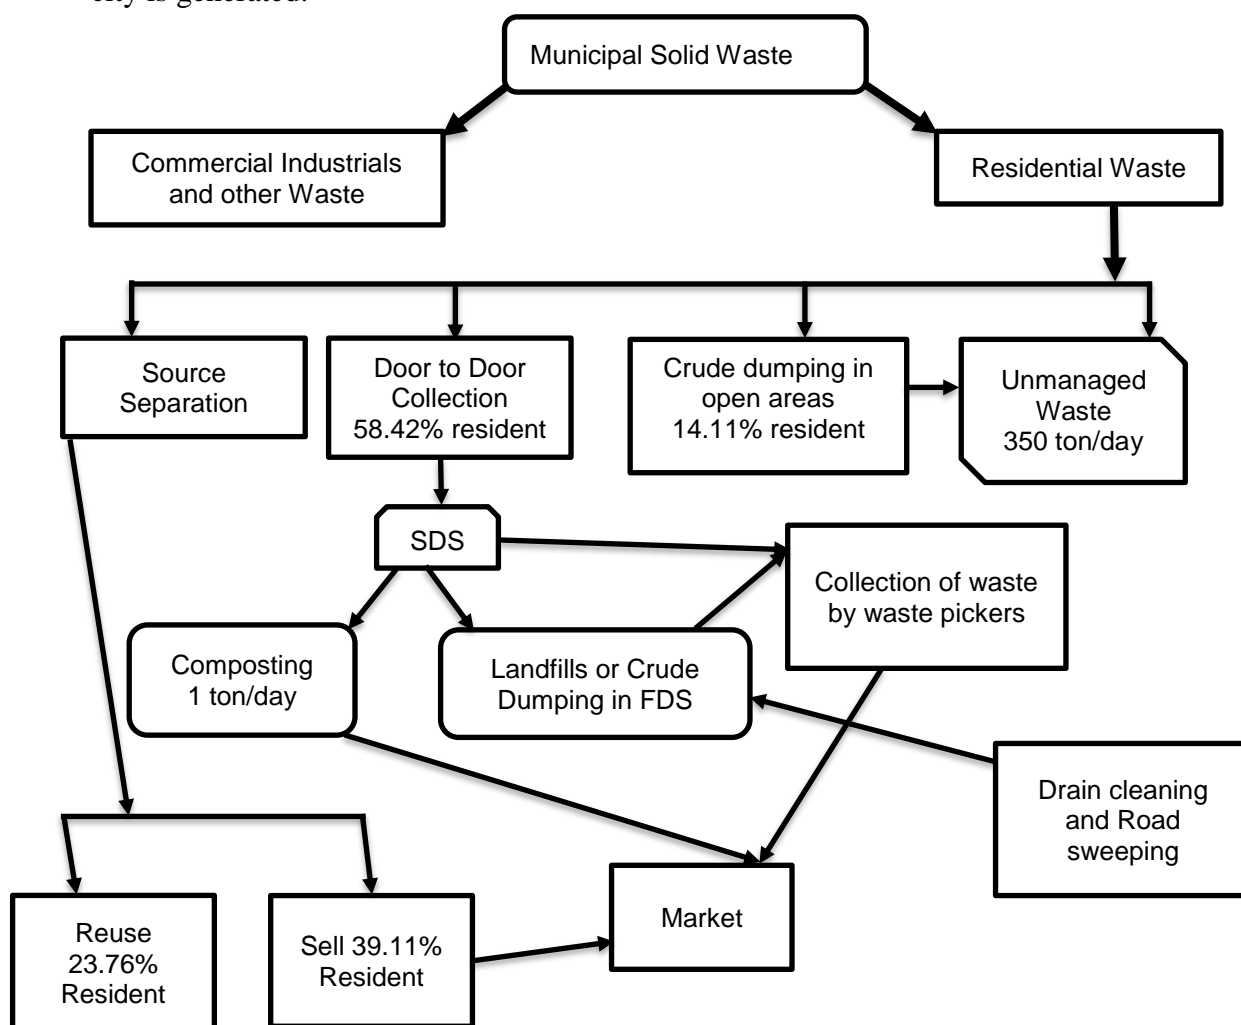 city is generated.
Municipal Solid Waste
Commercial Industrials
and other Waste
Residential Waste
Source
Separation
Door to Door
Collection
58.42% resident
Crude dumping in
open areas
14.11% resident
Unmanaged
Waste
350 ton/day
SDS
Collection of waste
by waste pickers
Composting
1 ton/day
Landfills or Crude
Dumping in FDS
Drain cleaning
and Road
sweeping
Reuse
23.76%
Resident
Sell 39.11%
Resident
Market